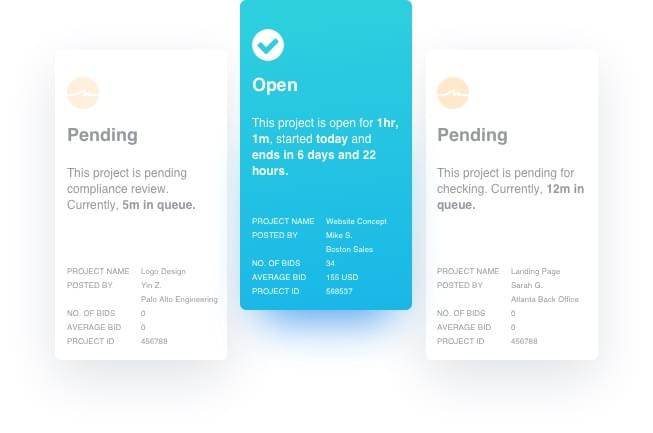 Pending
This project is pending
compliance review.
Currently, 5m in queue.
PROJECT NAME Logo Design
POSTED BY Yin Z.
Palo Alto Engineering
NO. OF BIDS 0
AVERAGE BID 0
PROJECT ID 456788
Open
This project is open for 1hr,
1m, started today and
ends in 6 days and 22
hours.
PROJECT NAME Website Concept
POSTED BY Mike S.
Boston Sales
NO. OF BIDS 34
AVERAGE BID 155 USD
PROJECT ID 568537
Pending
This project is pending for
checking. Currently, 12m in
queue.
PROJECT NAME Landing Page
POSTED BY Sarah G.
Atlanta Back Office
NO. OF BIDS 0
AVERAGE BID 0
PROJECT ID 456788